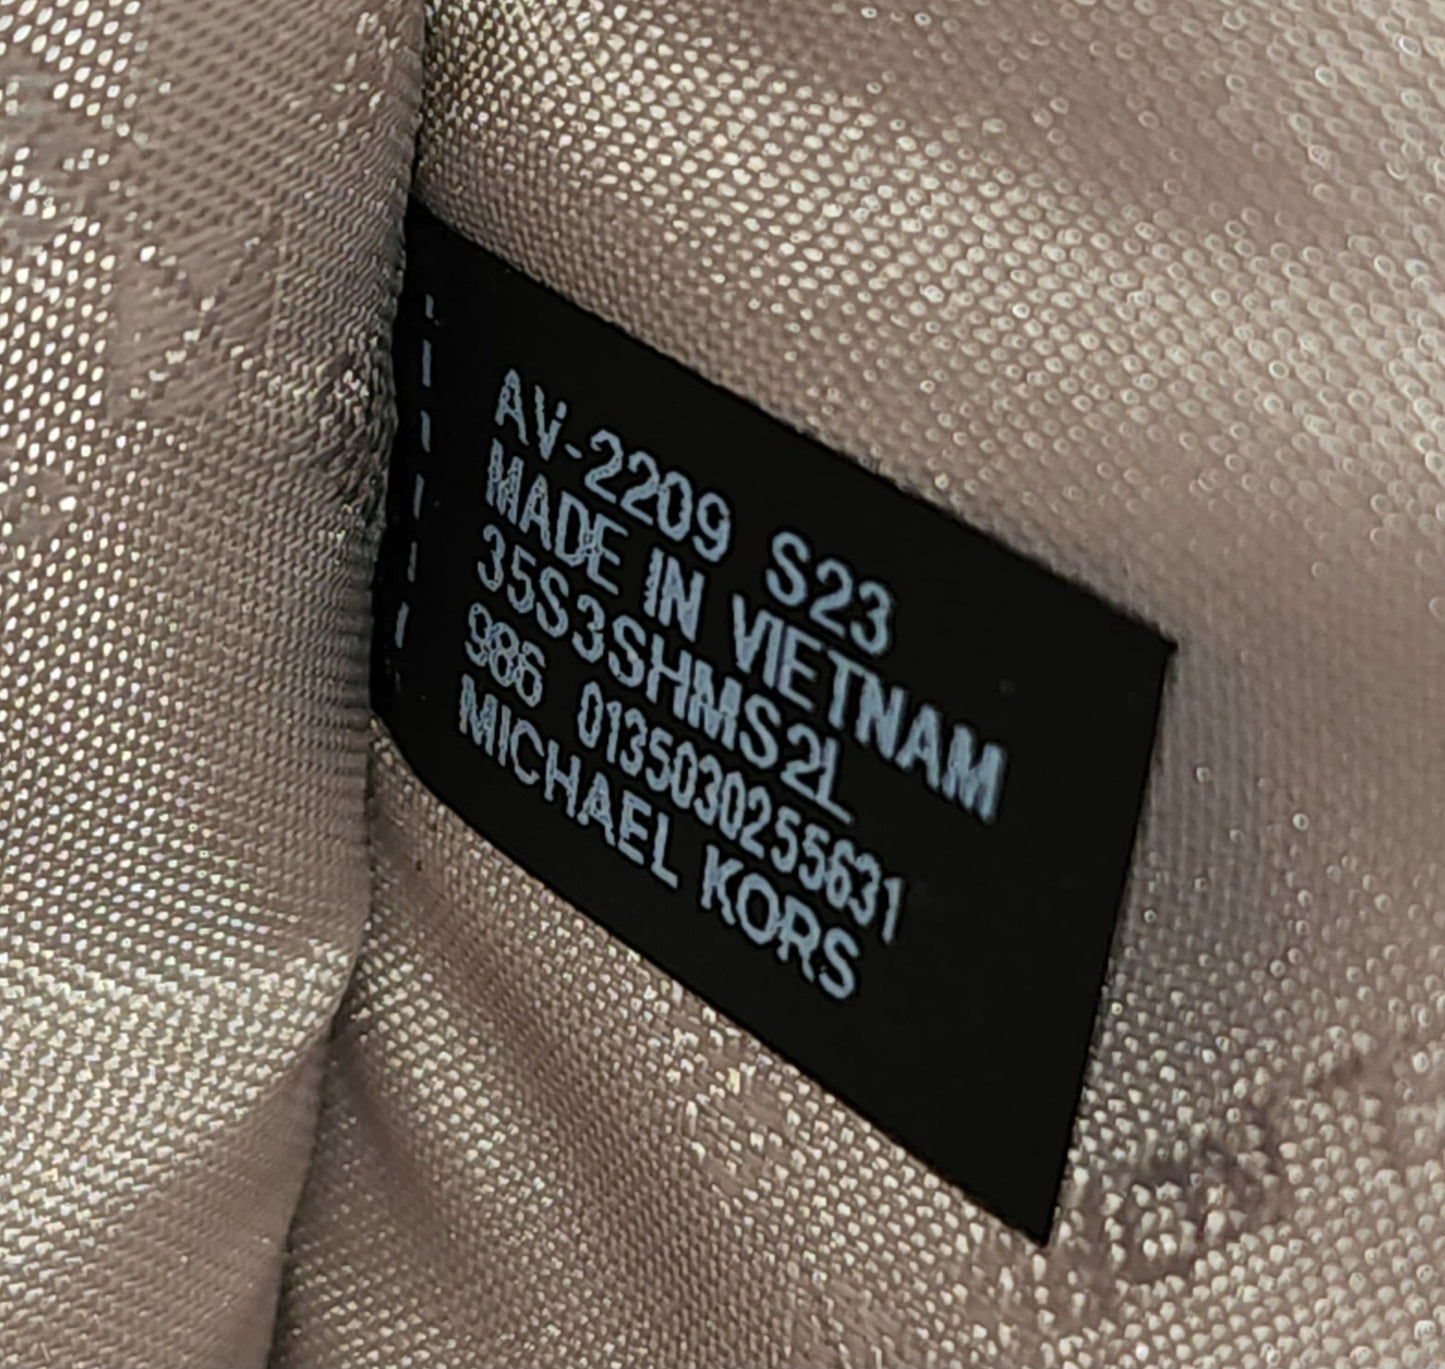 AV-2209 S23
MADE IN VIETNAM
35S3SHMS2L
986 0135030255631
MICHAEL KORS